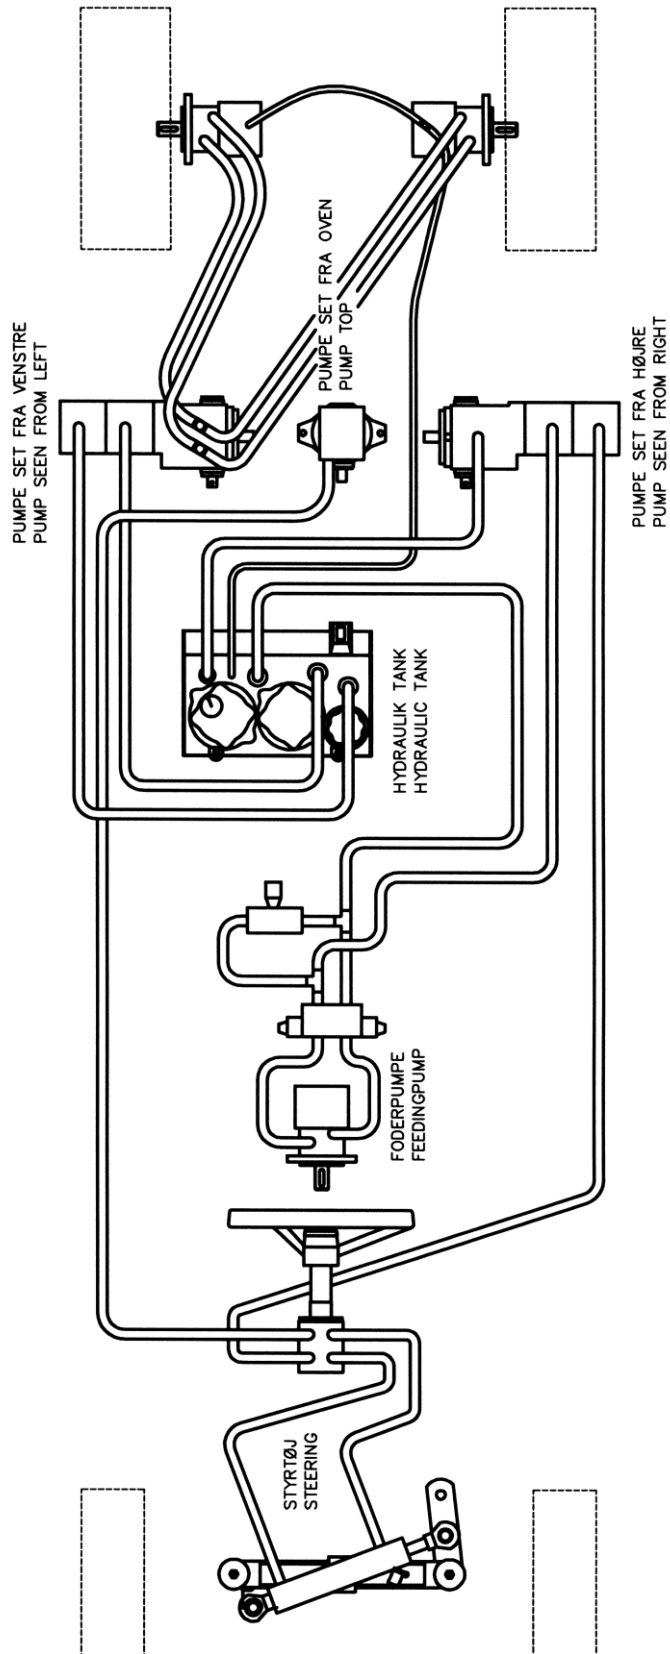 PUMPE SET FRA OVEN
PUMP TOP
PUMPE SET FRA VENSTRE
PUMP SEEN FROM LEFT
PUMPE SET FRA HØJRE
PUMP SEEN FROM RIGHT
HYDRAULIK TANK
HYDRAULIC TANK
FODERPUMPE
FEEDINGPUMP
STYRTØJ
STEERING